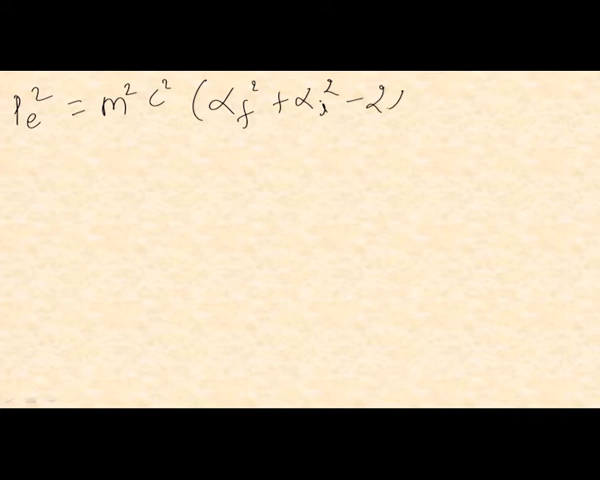 Pe² = m²c² (αf² + αi² − 2)